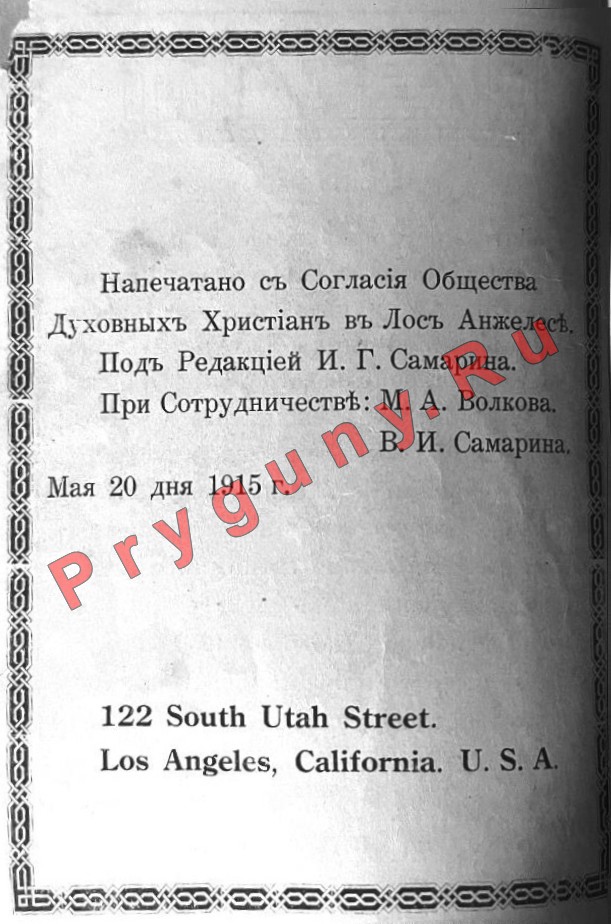 Напечатано съ Согласія Общества
Духовныхъ Христіанъ въ Лосъ Анжелесѣ.
Подъ Редакціей И. Г. Самарина.
При Сотрудничествѣ: М. А. Волкова.
В. И. Самарина.
Мая 20 дня 1915 г.
Pryguny.Ru
122 South Utah Street.
Los Angeles, California. U. S. A.